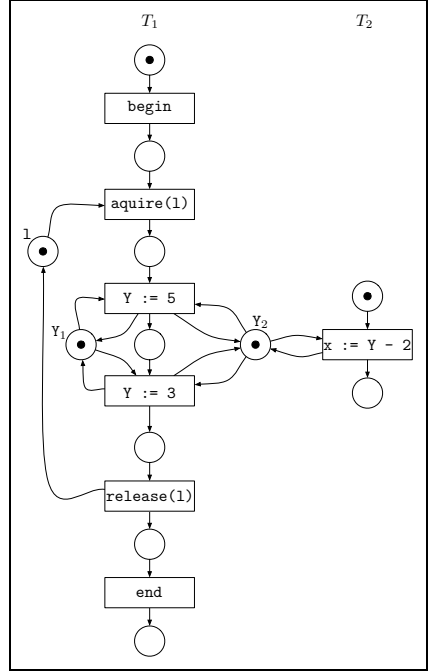 T1 T2
begin
aquire(l)
l
Y := 5
Y1 Y2
x := Y - 2
Y := 3
release(l)
end